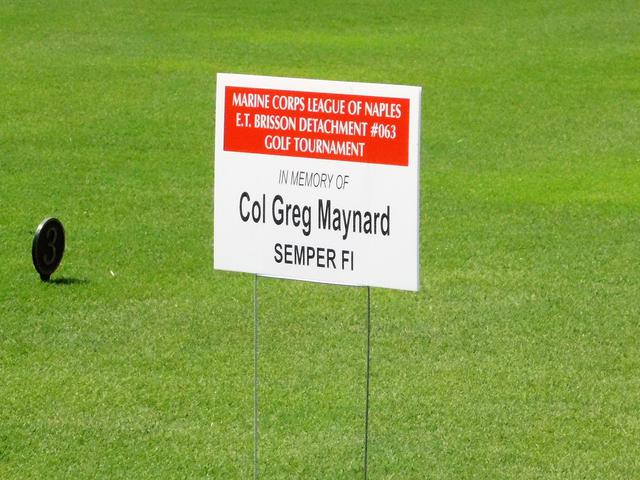 MARINE CORPS LEAGUE OF NAPLES
E.T. BRISSON DETACHMENT #063
GOLF TOURNAMENT
IN MEMORY OF
Col Greg Maynard
SEMPER FI
3